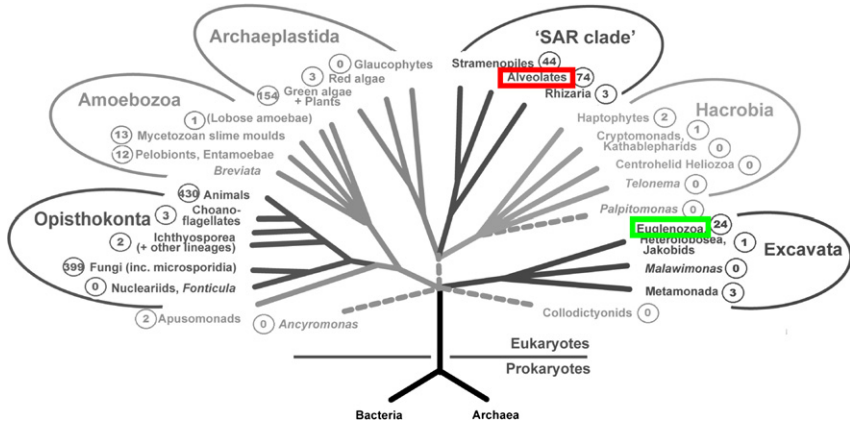 Archaeplastida
0 Glaucophytes
3 Red algae
154 Green algae
+ Plants
Amoebozoa
1 (Lobose amoebae)
13 Mycetozoan slime moulds
12 Pelobionts, Entamoebae
Breviata
Opisthokonta
430 Animals
3 Choano-
flagellates
2 Ichthyosporea
(+ other lineages)
399 Fungi (inc. microsporidia)
0 Nucleariids, Fonticula
2 Apusomonads
0 Ancyromonas
'SAR clade'
Stramenopiles 44
Alveolates 74
Rhizaria 3
Hacrobia
Haptophytes 2
Cryptomonads, 1
Kathablepharids 0
Centrohelid Heliozoa 0
Telonema 0
Palpitomonas 0
Excavata
Euglenozoa 24
Heterolobosea, 1
Jakobids
Malawimonas 0
Metamonada 3
Collodictyonids 0
Eukaryotes
Prokaryotes
Bacteria
Archaea